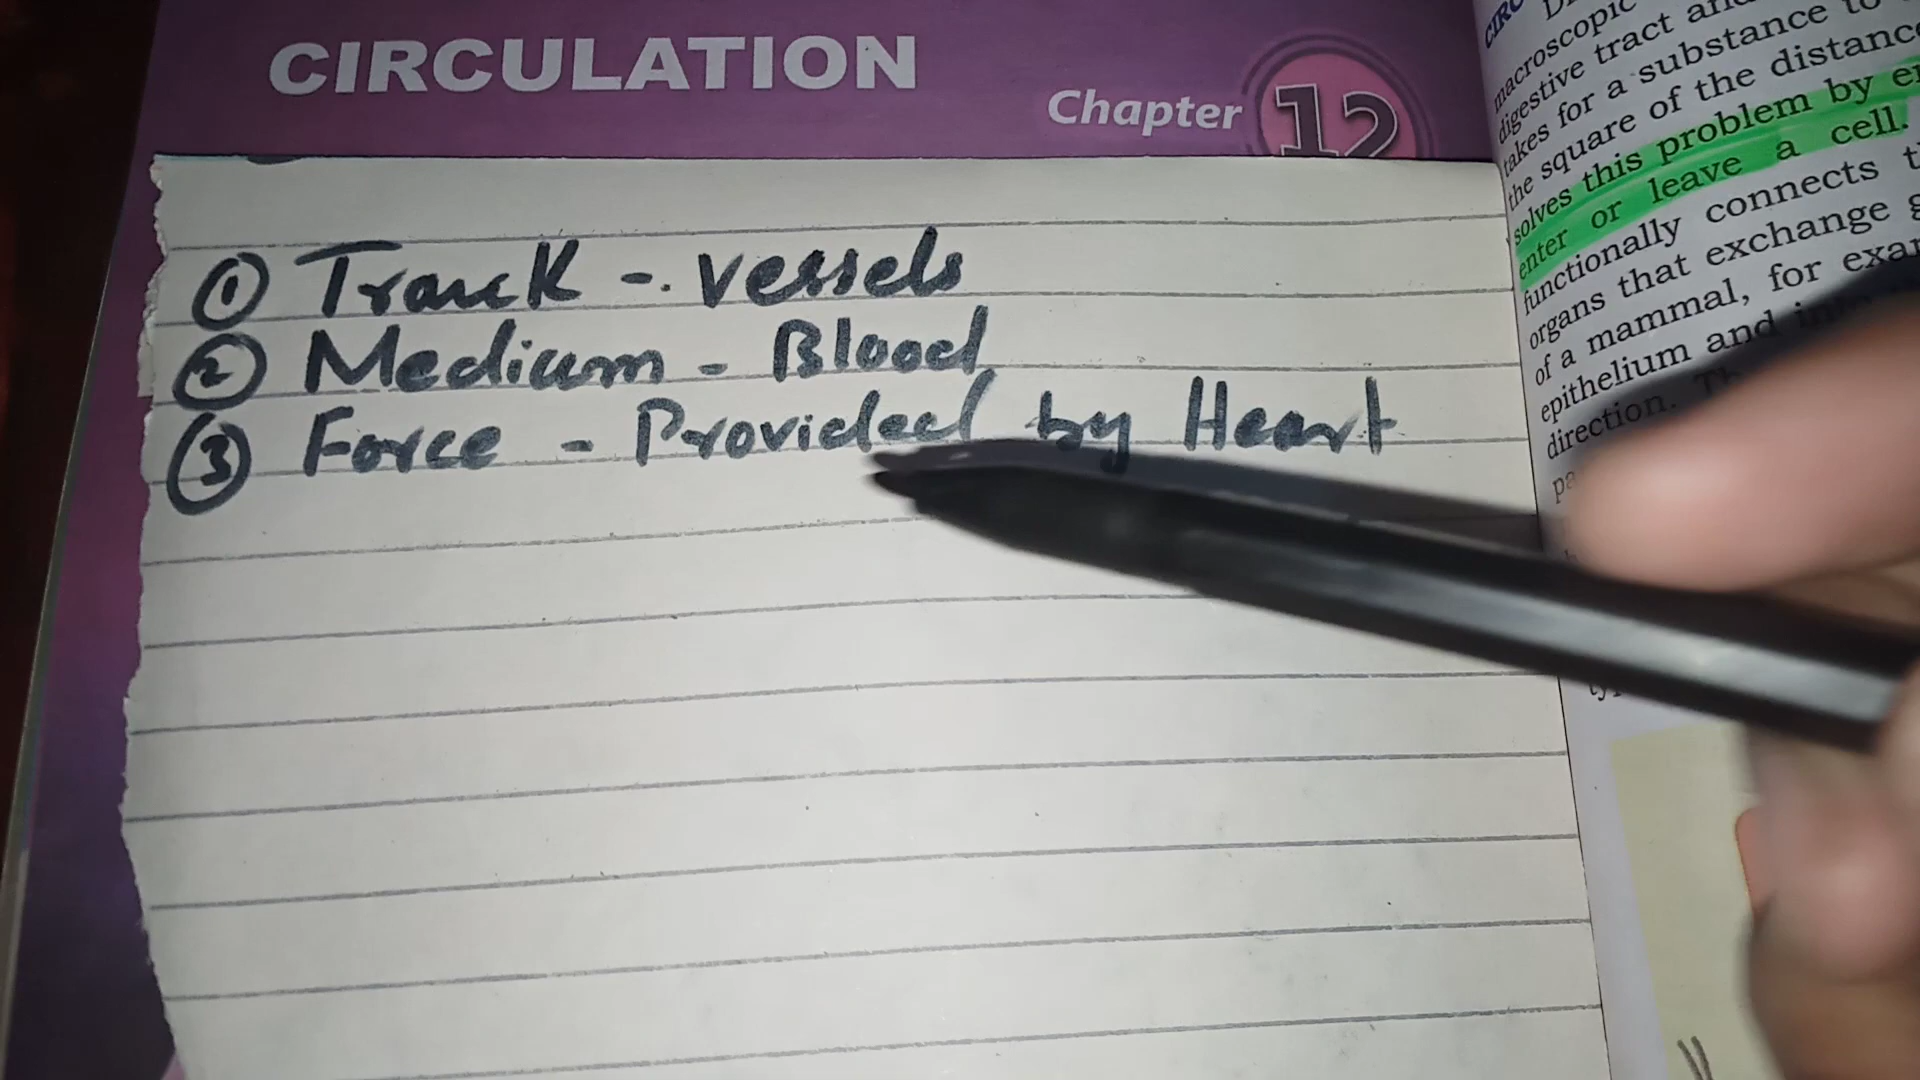 CIRCULATION
Chapter 12
① Track - vessels
② Medium - Blood
③ Force - Provided by Heart
CIRC
macroscopic
digestive tract and
takes for a substance to
the square of the distance
solves this problem by
enter or leave a cell.
functionally connects
organs that exchange
of a mammal, for
epithelium and
direction.